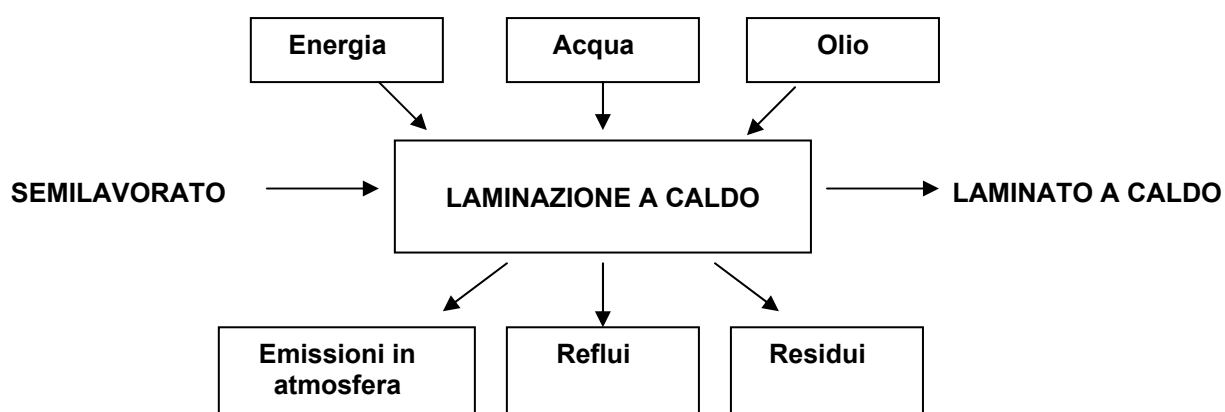 Energia
Acqua
Olio
SEMILAVORATO
LAMINAZIONE A CALDO
LAMINATO A CALDO
Emissioni in
atmosfera
Reflui
Residui